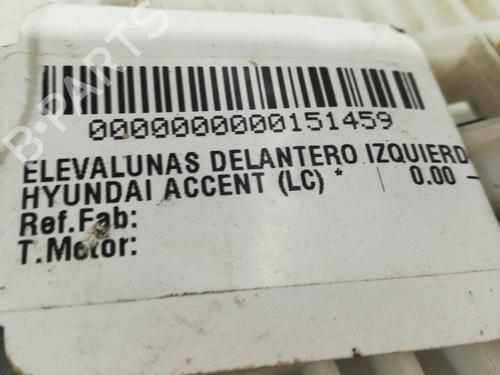 0000000000151459
ELEVALUNAS DELANTERO IZQUIERD
HYUNDAI ACCENT (LC) * | 0.00 -
Ref.Fab:
T.Motor:
B-PARTS